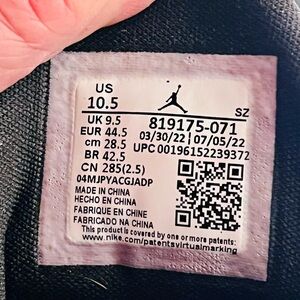 US
10.5
SZ
UK 9.5
EUR 44.5
cm 28.5
BR 42.5
CN 285(2.5)
819175-071
03/30/22 | 07/05/22
UPC 00196152239372
04MJPYACGJADP
MADE IN CHINA
HECHO EN CHINA
FABRIQUE EN CHINE
FABRICADO NA CHINA
This product is covered by one or more patents:
www.nike.com/patentsvirtualmarking